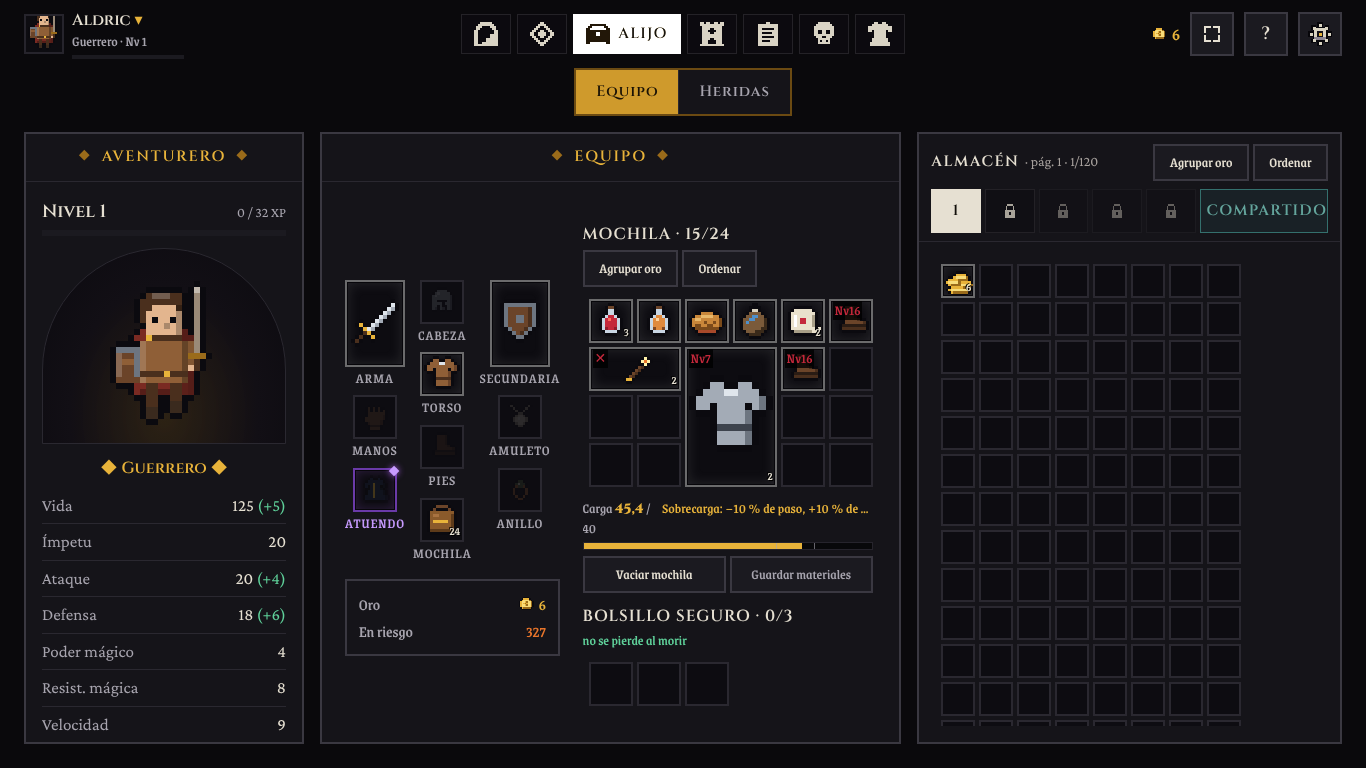 ALDRIC ▾
Guerrero · Nv 1
ALIJO
6
?
EQUIPO
HERIDAS
◆ AVENTURERO ◆
NIVEL 1
0 / 32 XP
◆ GUERRERO ◆
Vida 125 (+5)
Ímpetu 20
Ataque 20 (+4)
Defensa 18 (+6)
Poder mágico 4
Resist. mágica 8
Velocidad 9
◆ EQUIPO ◆
ARMA
CABEZA
SECUNDARIA
TORSO
MANOS
AMULETO
PIES
ATUENDO
24
ANILLO
MOCHILA
Oro 6
En riesgo 327
MOCHILA · 15/24
Agrupar oro
Ordenar
3
2
Nv16
✕
2
Nv7
2
Nv16
Carga 45,4 / 40
Sobrecarga: −10 % de paso, +10 % de ...
Vaciar mochila
Guardar materiales
BOLSILLO SEGURO · 0/3
no se pierde al morir
ALMACÉN · pág. 1 · 1/120
Agrupar oro
Ordenar
1
COMPARTIDO
6